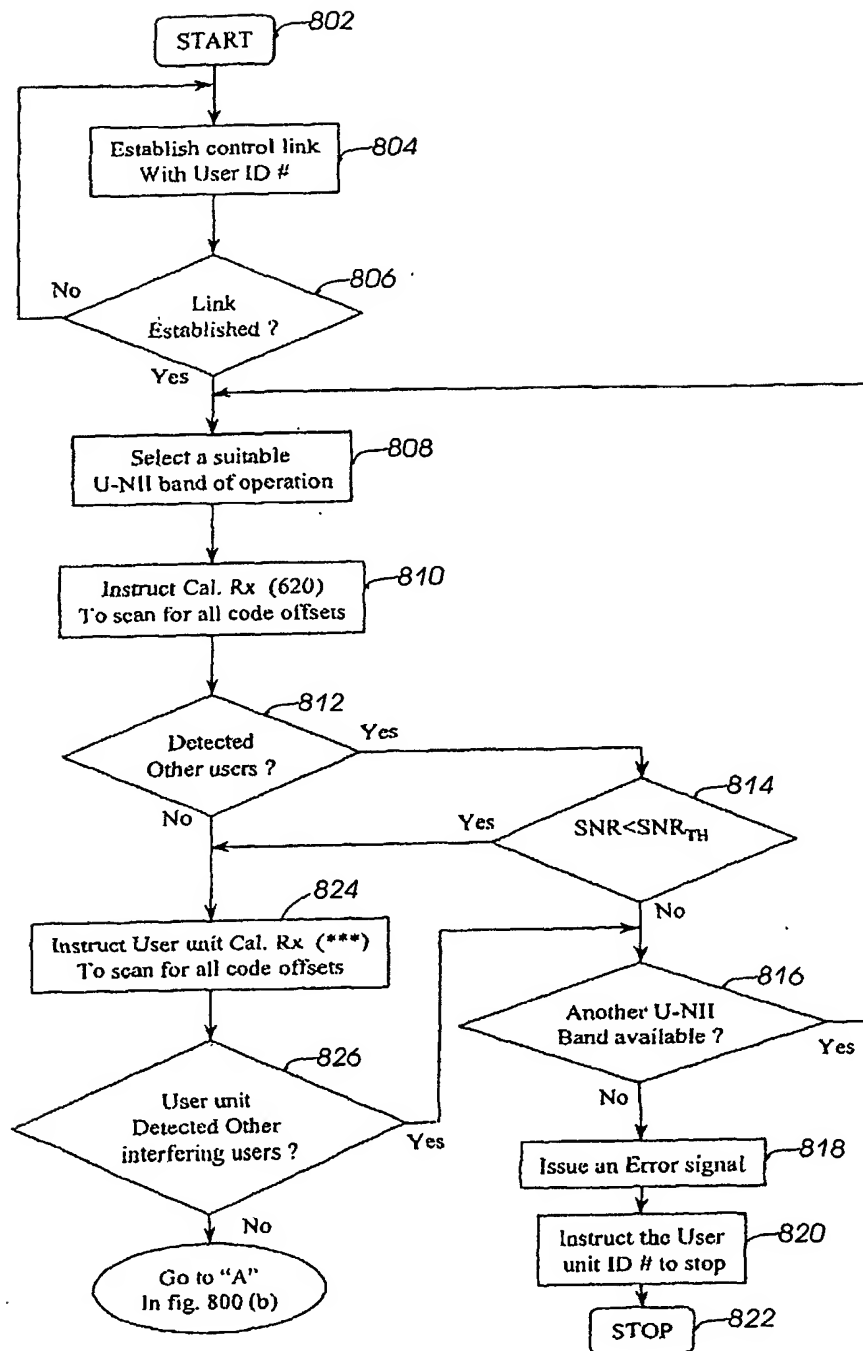 START
802
Establish control link
With User ID #
804
806
No
Link
Established ?
Yes
Select a suitable
U-NII band of operation
808
Instruct Cal. Rx (620)
To scan for all code offsets
810
812
Yes
Detected
Other users ?
No
814
Yes
SNR<SNRTH
No
824
Instruct User unit Cal. Rx (***)
To scan for all code offsets
816
Another U-NII
Band available ?
Yes
No
826
User unit
Detected Other
interfering users ?
Yes
No
Issue an Error signal
818
Instruct the User
unit ID # to stop
820
STOP
822
Go to “A”
In fig. 800 (b)